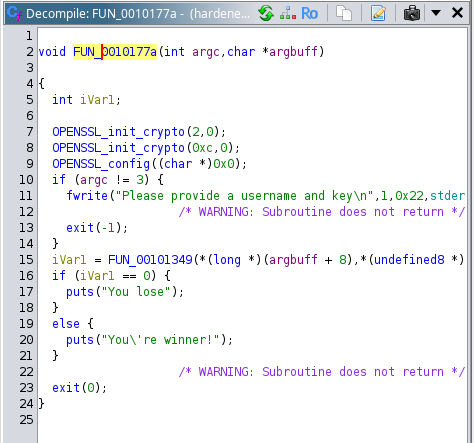 Decompile: FUN_0010177a - (hardene...
Ro
1
2 void FUN_0010177a(int argc,char *argbuff)
3
4 {
5 int iVar1;
6
7 OPENSSL_init_crypto(2,0);
8 OPENSSL_init_crypto(0xc,0);
9 OPENSSL_config((char *)0x0);
10 if (argc != 3) {
11 fwrite("Please provide a username and key\n",1,0x22,stderr
12 /* WARNING: Subroutine does not return */
13 exit(-1);
14 }
15 iVar1 = FUN_00101349(*(long *)(argbuff + 8),*(undefined8 *)
16 if (iVar1 == 0) {
17 puts("You lose");
18 }
19 else {
20 puts("You\'re winner!");
21 }
22 /* WARNING: Subroutine does not return */
23 exit(0);
24 }
25